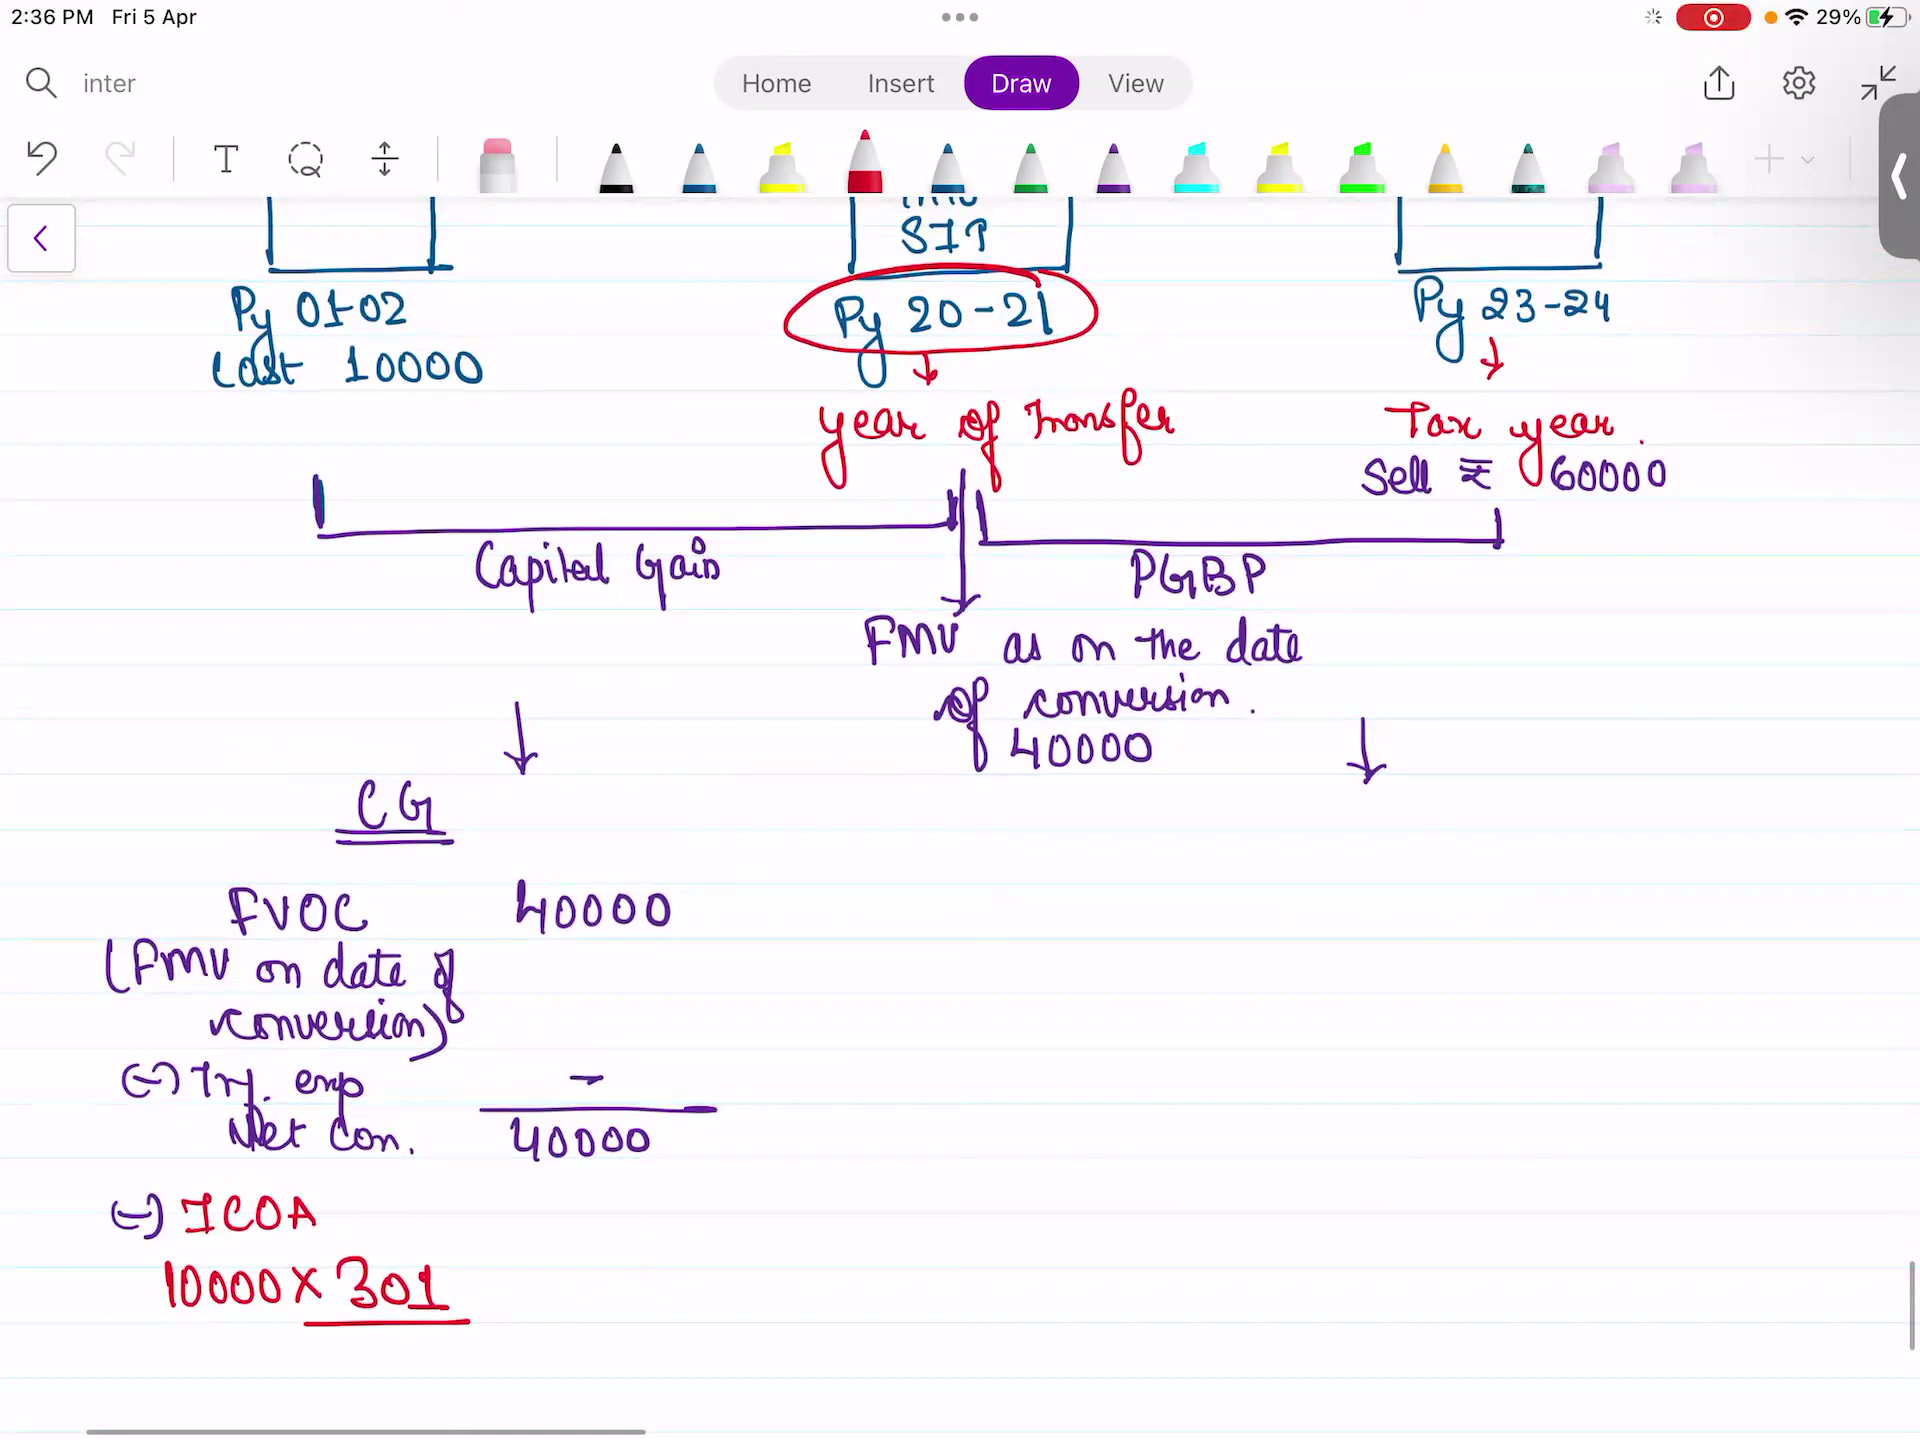 2:36 PM Fri 5 Apr
29%
inter
Home Insert Draw View
T
SIT
Py 01-02
Cost 10000
Py 20-21
Py 23-24
year of Transfer
Tax year.
Sell ₹ 60000
Capital Gain
PGBP
FMV as on the date
of conversion.
40000
CG
FVOC 40000
(FMV on date of
conversion)
(-) Trf. exp -
Net Con. 40000
(-) ICOA
10000 × 301